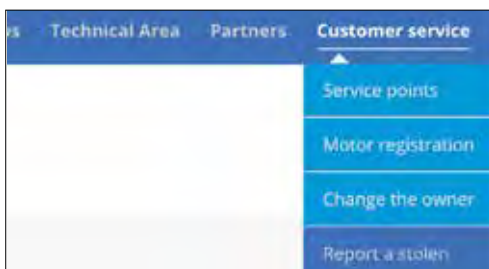 Technical Area Partners Customer service
Service points
Motor registration
Change the owner
Report a stolen